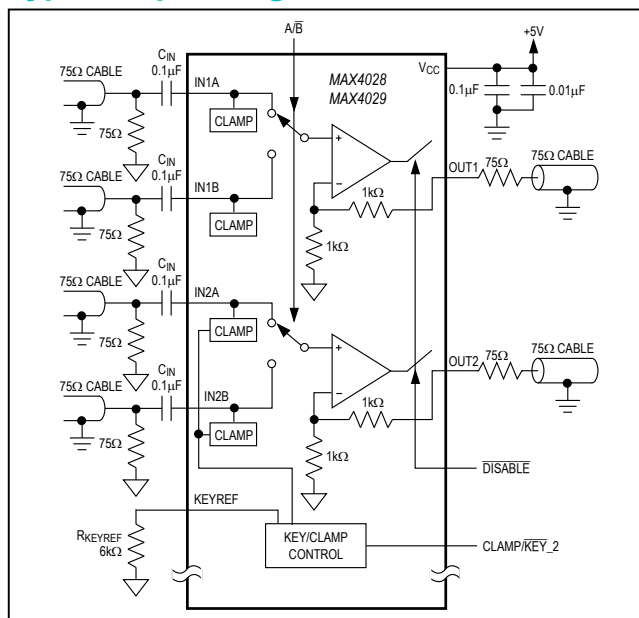 A/B̅
+5V
C_IN
0.1µF
75Ω CABLE
75Ω
IN1A
CLAMP
MAX4028
MAX4029
V_CC
0.1µF
0.01µF
C_IN
0.1µF
75Ω CABLE
75Ω
IN1B
CLAMP
+
−
1kΩ
1kΩ
OUT1
75Ω
75Ω CABLE
C_IN
0.1µF
75Ω CABLE
75Ω
IN2A
CLAMP
C_IN
0.1µF
75Ω CABLE
75Ω
IN2B
CLAMP
+
−
1kΩ
1kΩ
OUT2
75Ω
75Ω CABLE
D̅I̅S̅A̅B̅L̅E̅
KEYREF
R_KEYREF
6kΩ
KEY/CLAMP
CONTROL
CLAMP/K̅E̅Y̅_2